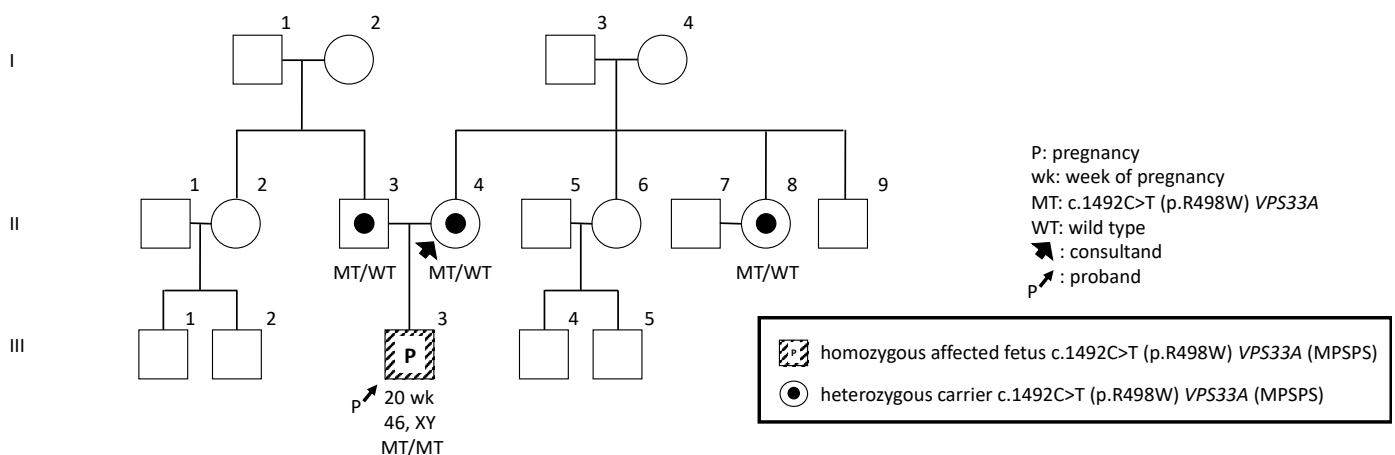 1 2 3 4
I
1 2 3 4 5 6 7 8 9
II
MT/WT MT/WT MT/WT
1 2 3 4 5
III
P
P
20 wk
46, XY
MT/MT
P: pregnancy
wk: week of pregnancy
MT: c.1492C>T (p.R498W) VPS33A
WT: wild type
: consultand
P : proband
P homozygous affected fetus c.1492C>T (p.R498W) VPS33A (MPSPS)
heterozygous carrier c.1492C>T (p.R498W) VPS33A (MPSPS)